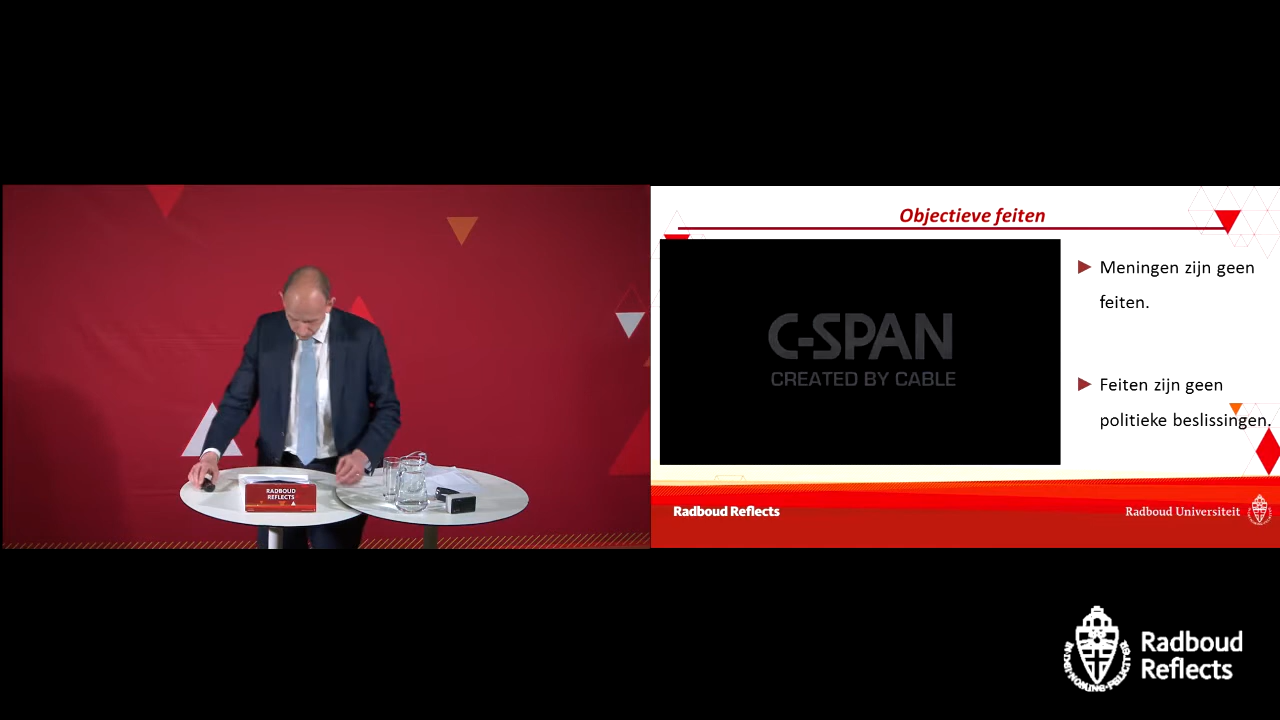 RADBOUD
REFLECTS
Objectieve feiten
C-SPAN
CREATED BY CABLE
Meningen zijn geen
feiten.
Feiten zijn geen
politieke beslissingen.
Radboud Reflects
Radboud Universiteit
Radboud
Reflects